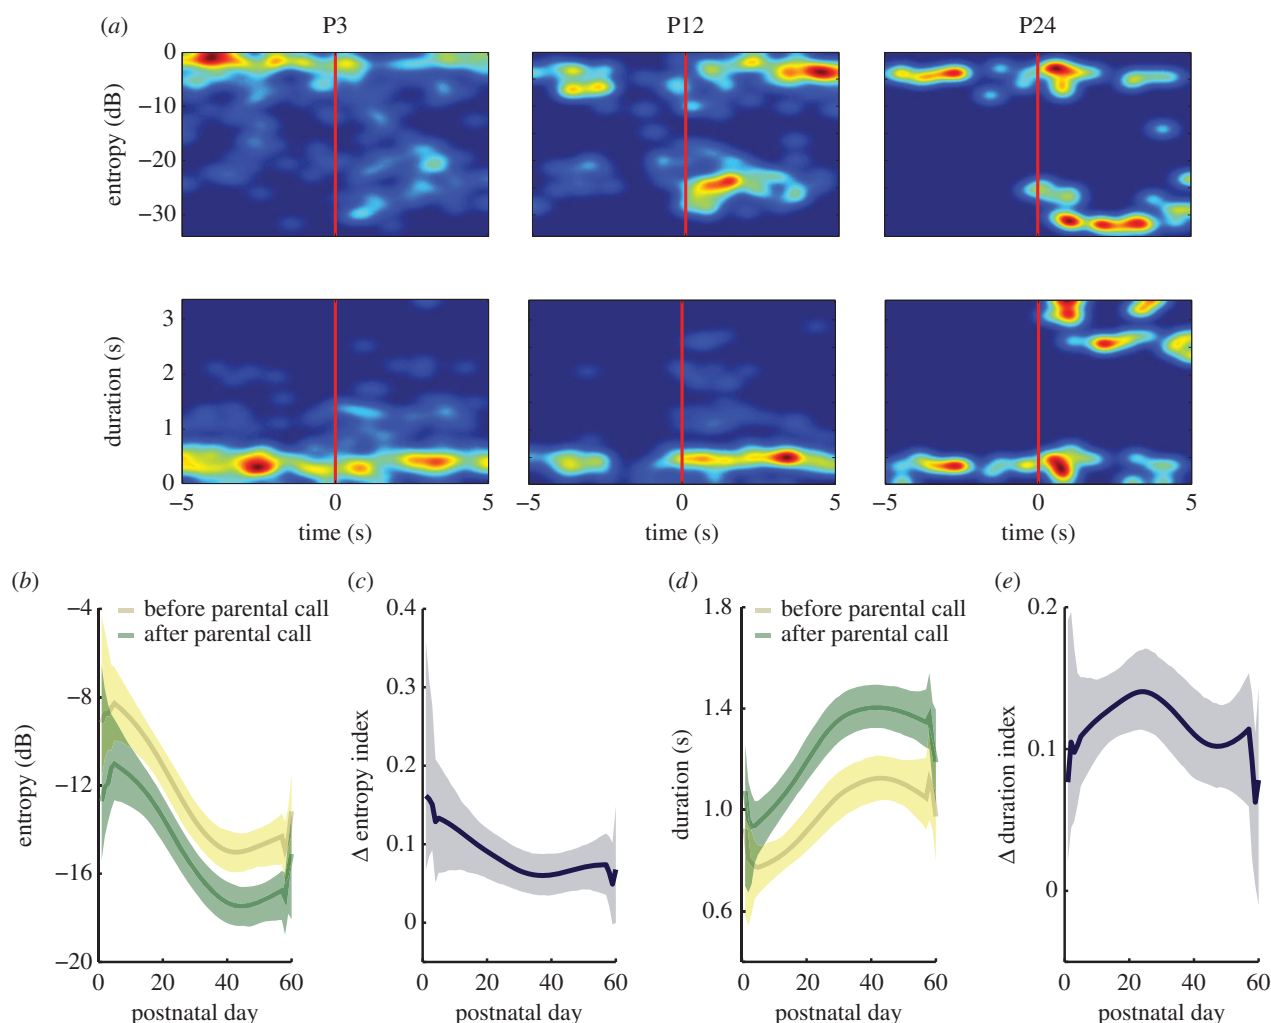 (a) P3 P12 P24
entropy (dB)
0
−10
−20
−30
duration (s)
3
2
1
0
−5 0 5 −5 0 5 −5 0 5
time (s) time (s) time (s)
(b)
before parental call
after parental call
entropy (dB)
−4
−8
−12
−16
−20
0 20 40 60
postnatal day
(c)
Δ entropy index
0.4
0.3
0.2
0.1
0
0 20 40 60
postnatal day
(d)
before parental call
after parental call
duration (s)
1.8
1.4
1.0
0.6
0 20 40 60
postnatal day
(e)
Δ duration index
0.2
0.1
0
0 20 40 60
postnatal day